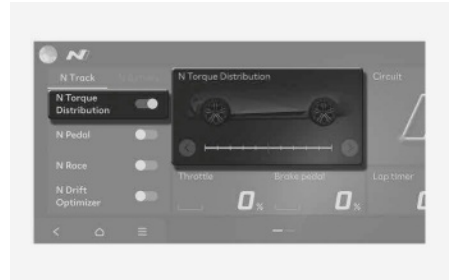 N Track
N Torque Distribution
Circuit
N Torque
Distribution
N Pedal
N Race
Throttle
Brake pedal
Lap timer
N Drift
Optimizer
0%
0%